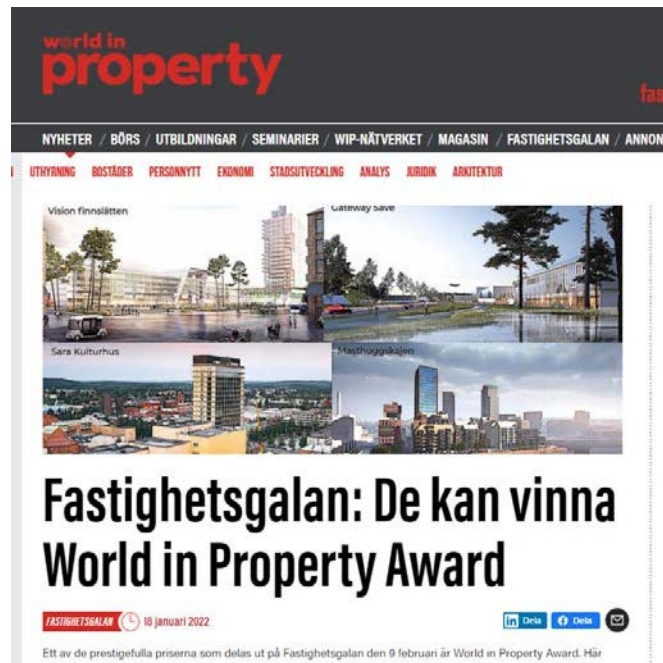 world in
property
fas
NYHETER / BÖRS / UTBILDNINGAR / SEMINARIER / WIP-NÄTVERKET / MAGASIN / FASTIGHETSGALAN / ANNON
UTHYRNING BOSTÄDER PERSONNYTT EKONOMI STADSUTVECKLING ANALYS JURIDIK ARKITEKTUR
Vision finnslätten
Gateway Säve
Sara Kulturhus
Masthuggskajen
Fastighetsgalan: De kan vinna
World in Property Award
FASTIGHETSGALAN 18 januari 2022
in Dela
Dela
Ett av de prestigefulla priserna som delas ut på Fastighetsgalan den 9 februari är World in Property Award. Här